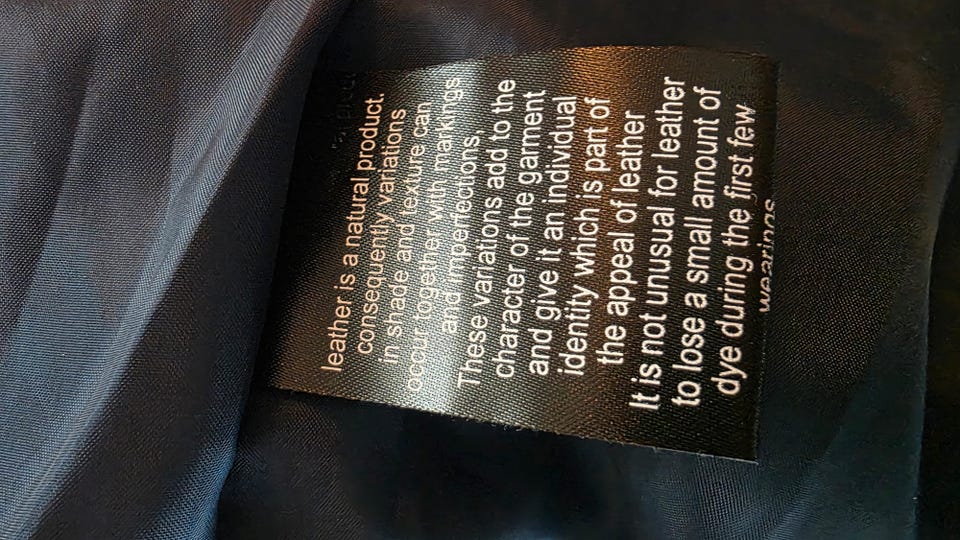 leather is a natural product.
consequently variations
in shade and texture can
occur together with markings
and imperfections,
These variations add to the
character of the garment
and give it an individual
identity which is part of
the appeal of leather
It is not unusual for leather
to lose a small amount of
dye during the first few
wearings